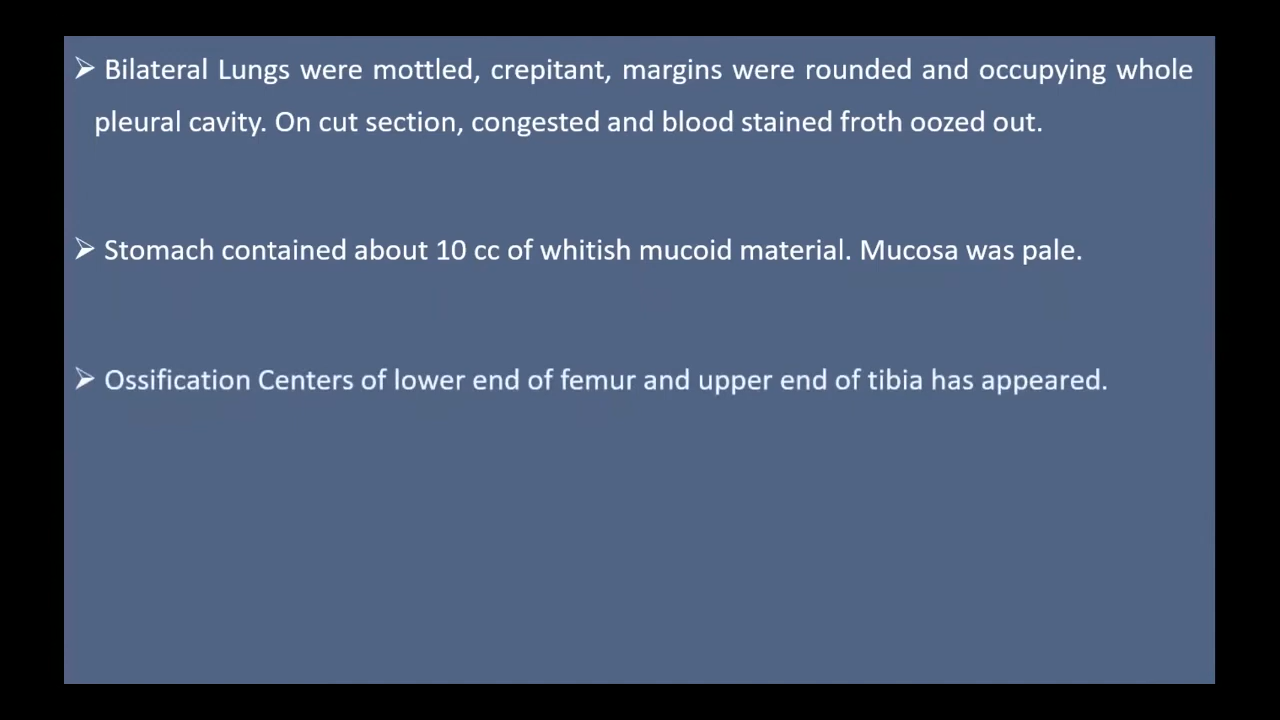 ➢ Bilateral Lungs were mottled, crepitant, margins were rounded and occupying whole
pleural cavity. On cut section, congested and blood stained froth oozed out.
➢ Stomach contained about 10 cc of whitish mucoid material. Mucosa was pale.
➢ Ossification Centers of lower end of femur and upper end of tibia has appeared.